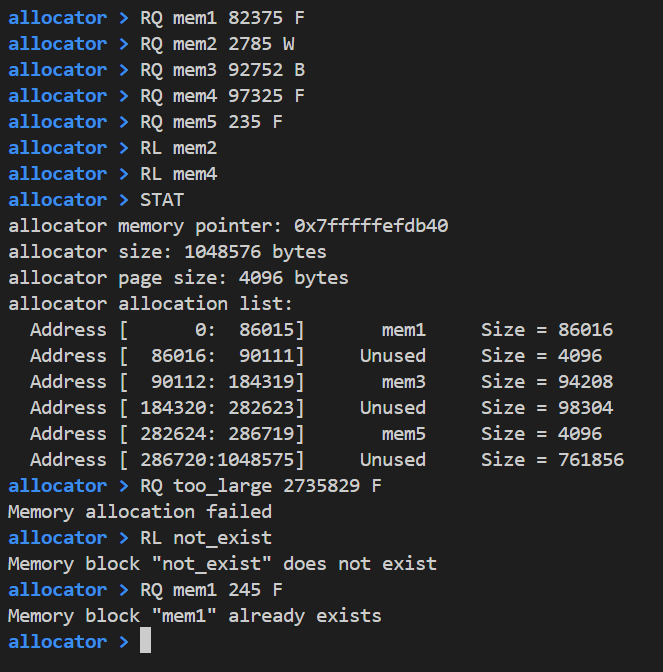 allocator > RQ mem1 82375 F
allocator > RQ mem2 2785 W
allocator > RQ mem3 92752 B
allocator > RQ mem4 97325 F
allocator > RQ mem5 235 F
allocator > RL mem2
allocator > RL mem4
allocator > STAT
allocator memory pointer: 0x7fffffefdb40
allocator size: 1048576 bytes
allocator page size: 4096 bytes
allocator allocation list:
  Address [      0:  86015]       mem1     Size = 86016
  Address [  86016:  90111]     Unused     Size = 4096
  Address [  90112: 184319]       mem3     Size = 94208
  Address [ 184320: 282623]     Unused     Size = 98304
  Address [ 282624: 286719]       mem5     Size = 4096
  Address [ 286720:1048575]     Unused     Size = 761856
allocator > RQ too_large 2735829 F
Memory allocation failed
allocator > RL not_exist
Memory block "not_exist" does not exist
allocator > RQ mem1 245 F
Memory block "mem1" already exists
allocator >